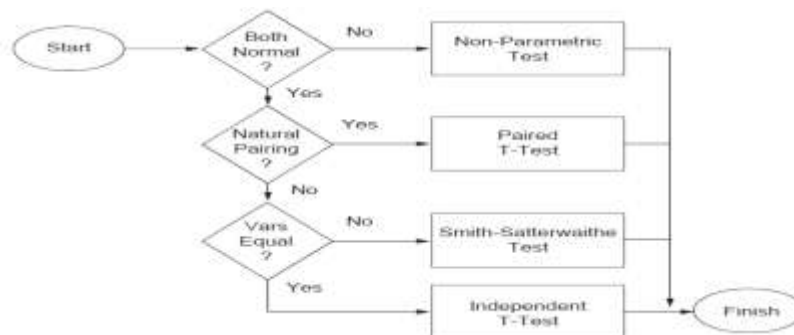 Start
Both
Normal
?
No
Non-Parametric
Test
Yes
Natural
Pairing
?
Yes
Paired
T-Test
No
Vars
Equal
?
No
Smith-Satterwaithe
Test
Yes
Independent
T-Test
Finish